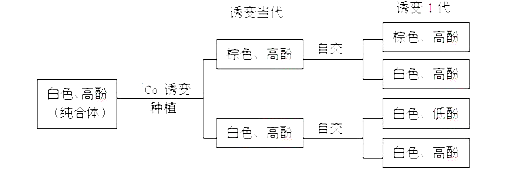 诱变当代
诱变1代
棕色、高酚
棕色、高酚
自交
白色、高酚
白色、高酚
（纯合体）
Co 诱变
种植
白色、低酚
白色、高酚
自交
白色、高酚